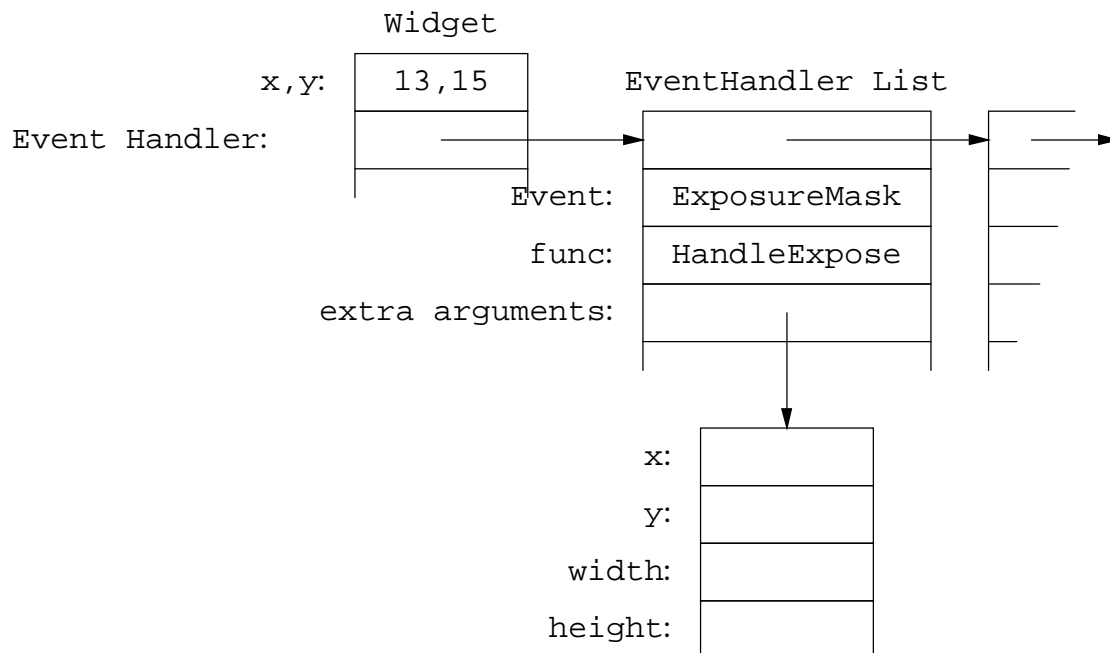 Widget
x,y: 13,15
EventHandler List
Event Handler:
Event: ExposureMask
func: HandleExpose
extra arguments:
x:
y:
width:
height: